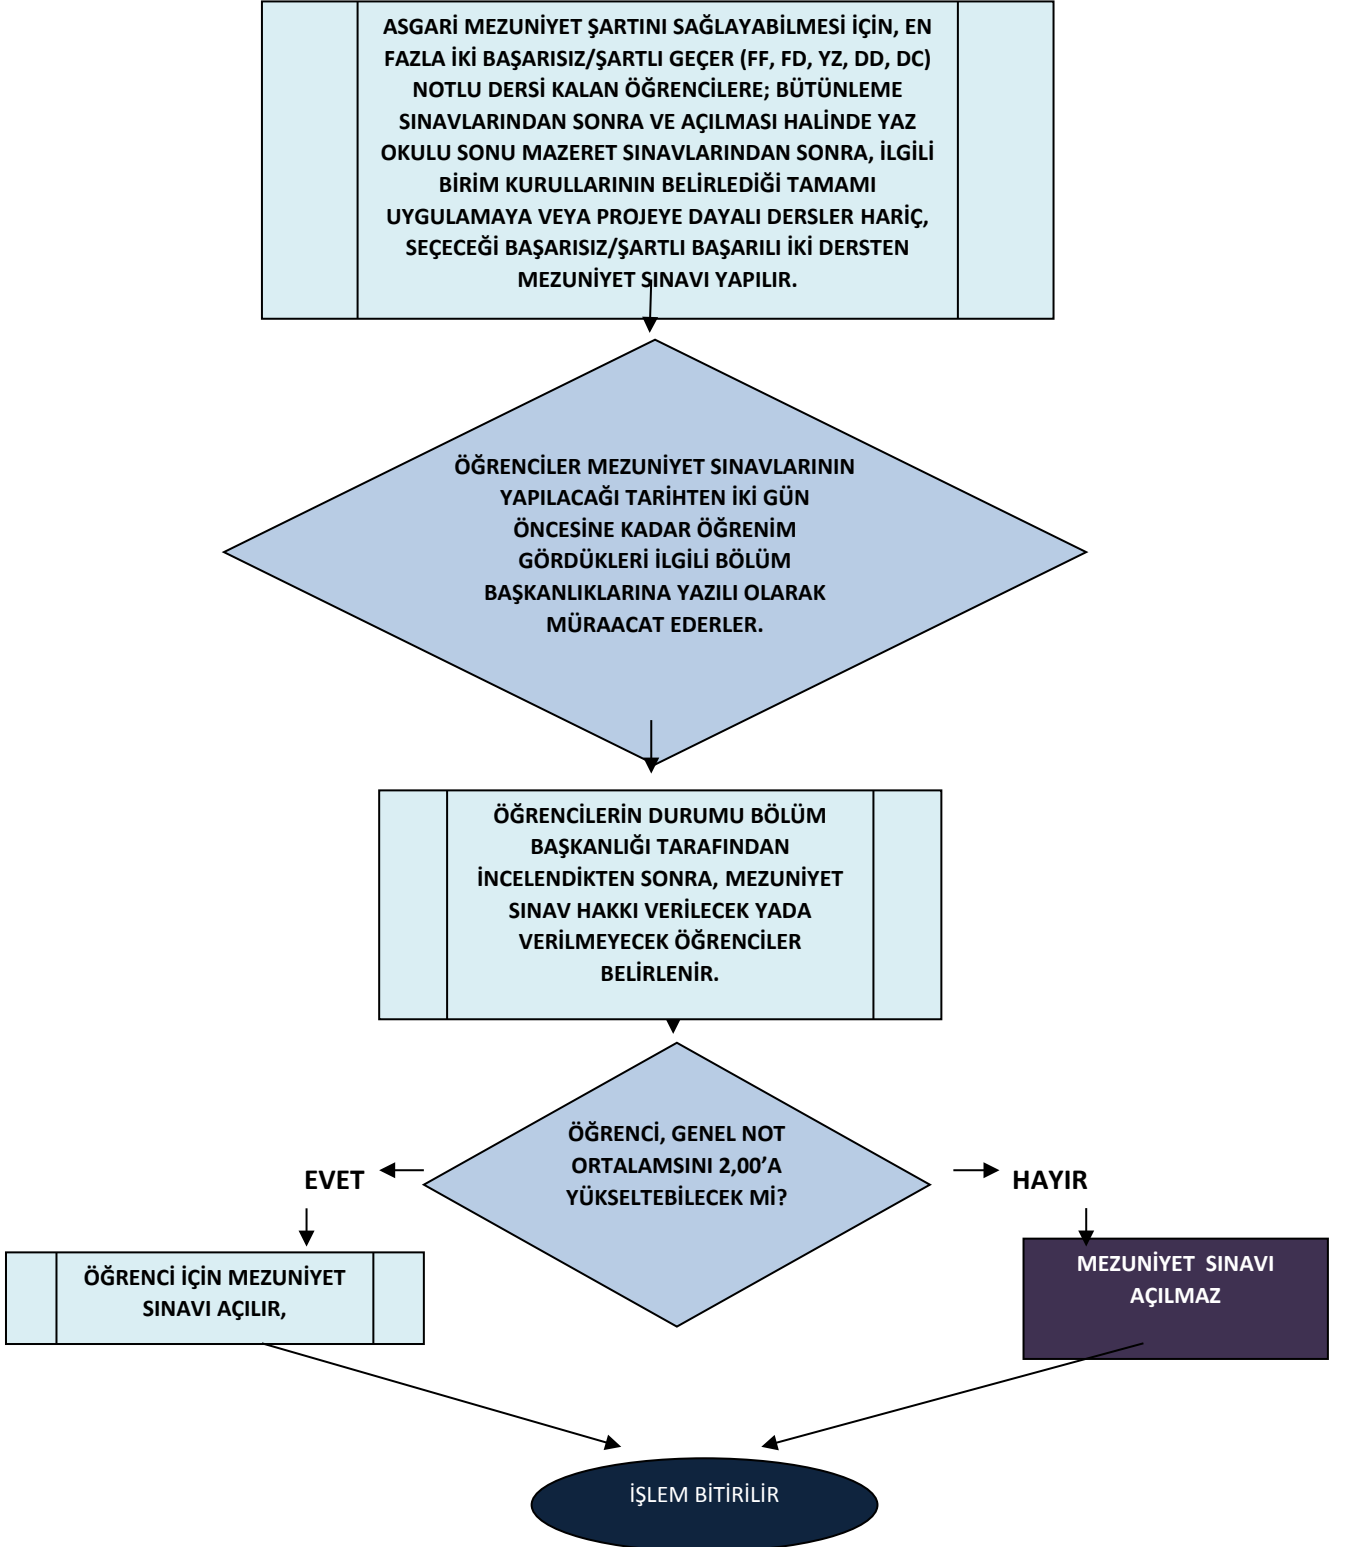 ASGARİ MEZUNİYET ŞARTINI SAĞLAYABİLMESİ İÇİN, EN
FAZLA İKİ BAŞARISIZ/ŞARTLI GEÇER (FF, FD, YZ, DD, DC)
NOTLU DERSİ KALAN ÖĞRENCİLERE; BÜTÜNLEME
SINAVLARINDAN SONRA VE AÇILMASI HALİNDE YAZ
OKULU SONU MAZERET SINAVLARINDAN SONRA, İLGİLİ
BİRİM KURULLARININ BELİRLEDİĞİ TAMAMI
UYGULAMAYA VEYA PROJEYE DAYALI DERSLER HARİÇ,
SEÇECEĞİ BAŞARISIZ/ŞARTLI BAŞARILI İKİ DERSTEN
MEZUNİYET SINAVI YAPILIR.
ÖĞRENCİLER MEZUNİYET SINAVLARININ
YAPILACAĞI TARİHTEN İKİ GÜN
ÖNCESİNE KADAR ÖĞRENİM
GÖRDÜKLERİ İLGİLİ BÖLÜM
BAŞKANLIKLARINA YAZILI OLARAK
MÜRAACAT EDERLER.
ÖĞRENCİLERİN DURUMU BÖLÜM
BAŞKANLIĞI TARAFINDAN
İNCELENDİKTEN SONRA, MEZUNİYET
SINAV HAKKI VERİLECEK YADA
VERİLMEYECEK ÖĞRENCİLER
BELİRLENİR.
ÖĞRENCİ, GENEL NOT
ORTALAMSINI 2,00’A
YÜKSELTEBİLECEK Mİ?
EVET
HAYIR
ÖĞRENCİ İÇİN MEZUNİYET
SINAVI AÇILIR,
MEZUNİYET  SINAVI
AÇILMAZ
İŞLEM BİTİRİLİR